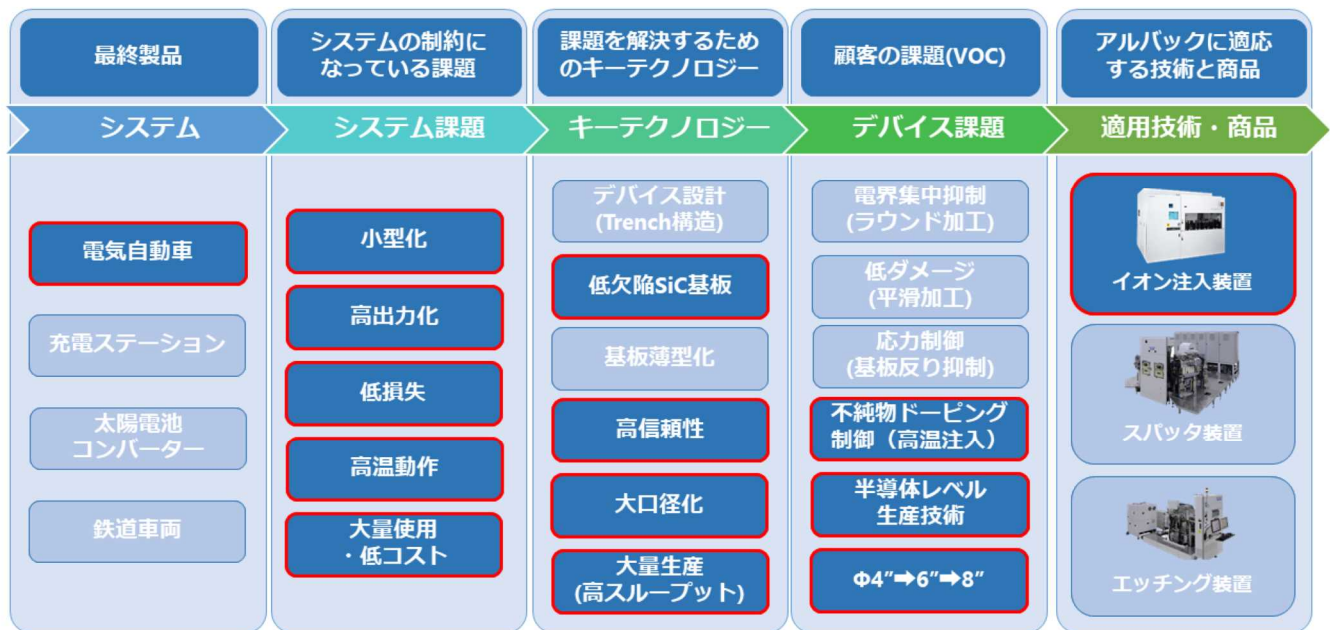 最終製品
システムの制約に
なっている課題
課題を解決するため
のキーテクノロジー
顧客の課題(VOC)
アルバックに適応
する技術と商品
システム
システム課題
キーテクノロジー
デバイス課題
適用技術・商品
電気自動車
充電ステーション
太陽電池
コンバーター
鉄道車両
小型化
高出力化
低損失
高温動作
大量使用
・低コスト
デバイス設計
(Trench構造)
低欠陥SiC基板
基板薄型化
高信頼性
大口径化
大量生産
(高スループット)
電界集中抑制
(ラウンド加工)
低ダメージ
(平滑加工)
応力制御
(基板反り抑制)
不純物ドーピング
制御（高温注入）
半導体レベル
生産技術
Φ4”➡6”➡8”
イオン注入装置
スパッタ装置
エッチング装置